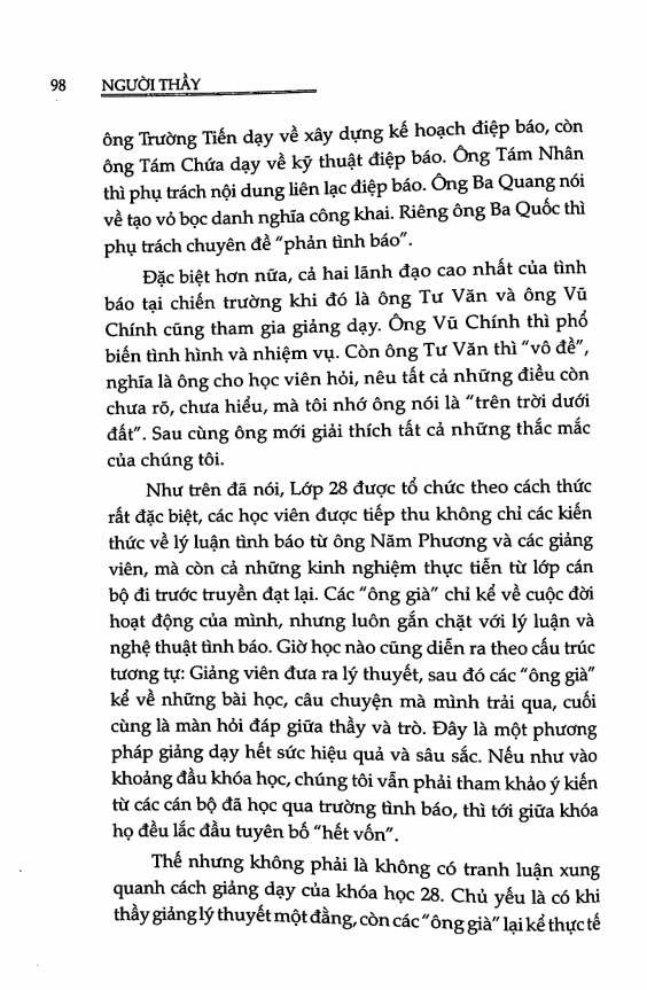 98 NGƯỜI THẦY
ông Trường Tiến dạy về xây dựng kế hoạch điệp báo, còn
ông Tám Chứa dạy về kỹ thuật điệp báo. Ông Tám Nhân
thì phụ trách nội dung liên lạc điệp báo. Ông Ba Quang nói
về tạo vỏ bọc danh nghĩa công khai. Riêng ông Ba Quốc thì
phụ trách chuyên đề "phản tình báo".
Đặc biệt hơn nữa, cả hai lãnh đạo cao nhất của tình
báo tại chiến trường khi đó là ông Tư Văn và ông Vũ
Chính cũng tham gia giảng dạy. Ông Vũ Chính thì phổ
biến tình hình và nhiệm vụ. Còn ông Tư Văn thì "vô đề",
nghĩa là ông cho học viên hỏi, nêu tất cả những điều còn
chưa rõ, chưa hiểu, mà tôi nhớ ông nói là "trên trời dưới
đất". Sau cùng ông mới giải thích tất cả những thắc mắc
của chúng tôi.
Như trên đã nói, Lớp 28 được tổ chức theo cách thức
rất đặc biệt, các học viên được tiếp thu không chỉ các kiến
thức về lý luận tình báo từ ông Năm Phương và các giảng
viên, mà còn cả những kinh nghiệm thực tiễn từ lớp cán
bộ đi trước truyền đạt lại. Các "ông già" chỉ kể về cuộc đời
hoạt động của mình, nhưng luôn gắn chặt với lý luận và
nghệ thuật tình báo. Giờ học nào cũng diễn ra theo cấu trúc
tương tự: Giảng viên đưa ra lý thuyết, sau đó các "ông già"
kể về những bài học, câu chuyện mà mình trải qua, cuối
cùng là màn hỏi đáp giữa thầy và trò. Đây là một phương
pháp giảng dạy hết sức hiệu quả và sâu sắc. Nếu như vào
khoảng đầu khóa học, chúng tôi vẫn phải tham khảo ý kiến
từ các cán bộ đã học qua trường tình báo, thì tới giữa khóa
họ đều lắc đầu tuyên bố "hết vốn".
Thế nhưng không phải là không có tranh luận xung
quanh cách giảng dạy của khóa học 28. Chủ yếu là có khi
thầy giảng lý thuyết một đằng, còn các "ông già" lại kể thực tế